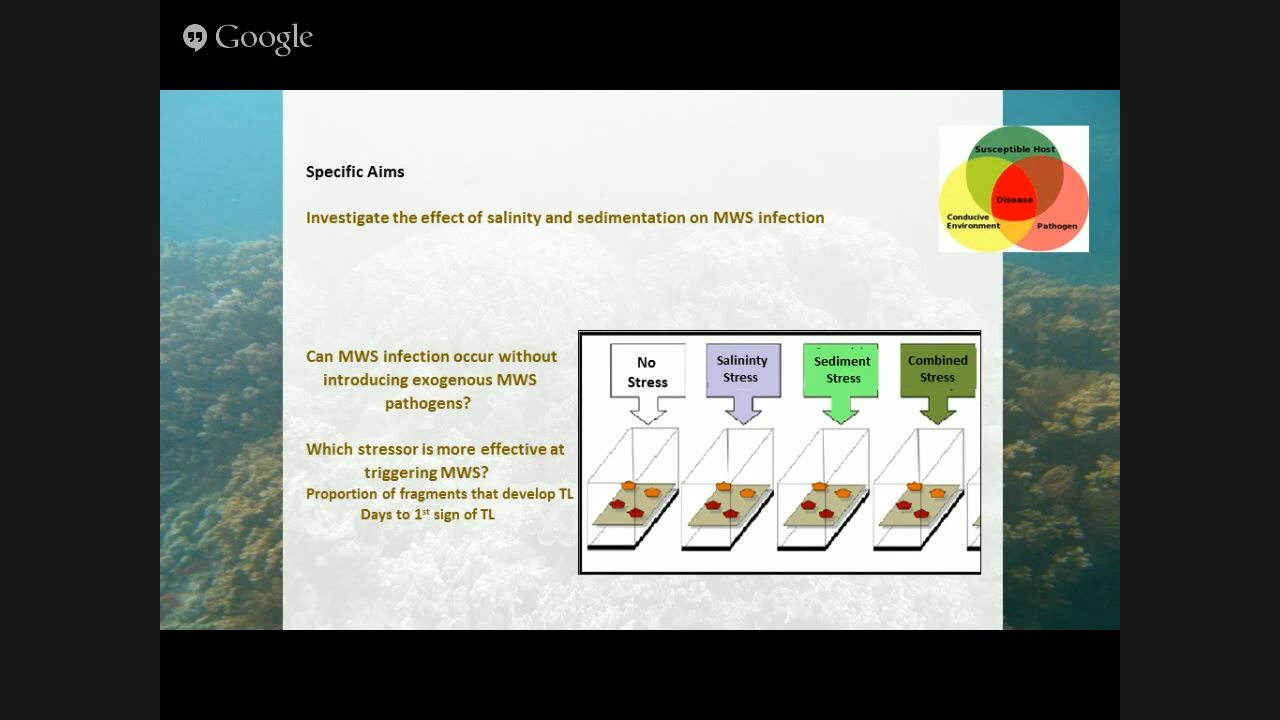 Google
Specific Aims
Susceptible Host
Disease
Conducive
Environment
Pathogen
Investigate the effect of salinity and sedimentation on MWS infection
Can MWS infection occur without
introducing exogenous MWS
pathogens?
Which stressor is more effective at
triggering MWS?
Proportion of fragments that develop TL
Days to 1st sign of TL
No
Stress
Salininty
Stress
Sediment
Stress
Combined
Stress